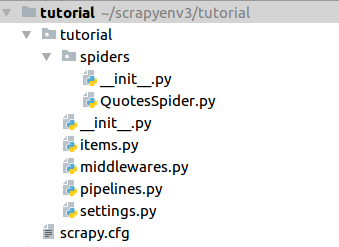 tutorial ~/scrapyenv3/tutorial
tutorial
spiders
__init__.py
QuotesSpider.py
__init__.py
items.py
middlewares.py
pipelines.py
settings.py
scrapy.cfg